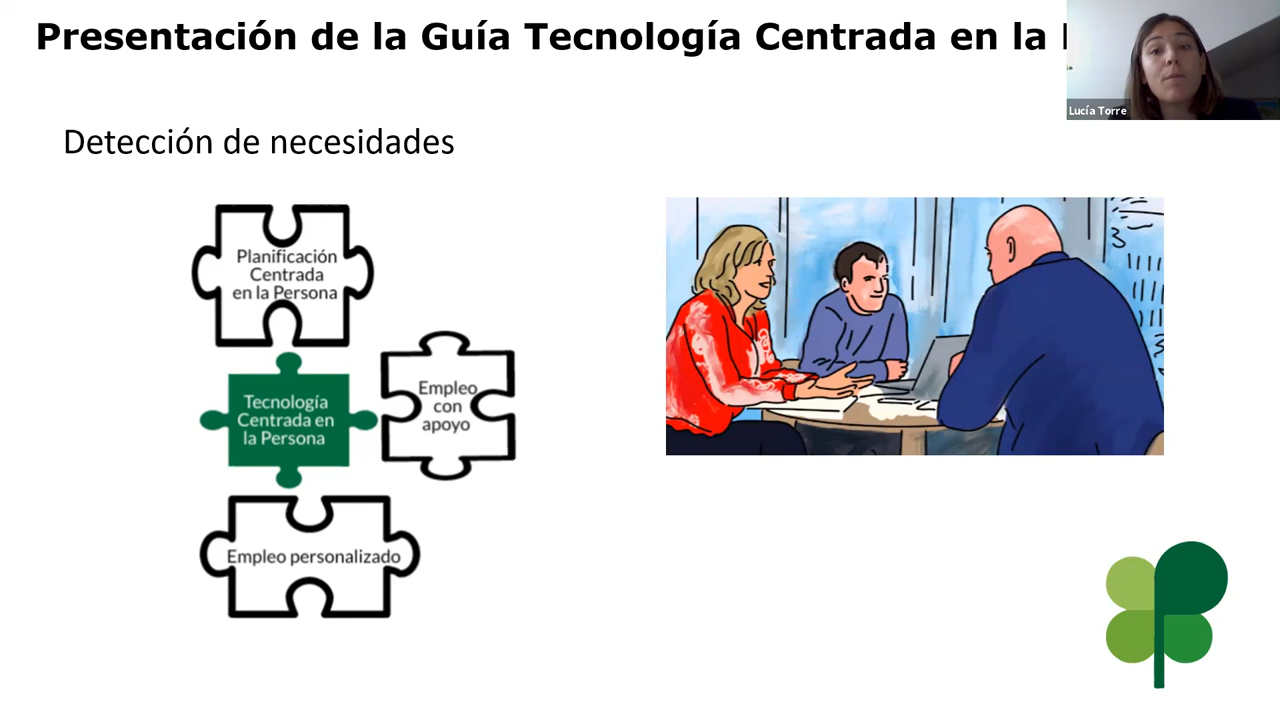 Presentación de la Guía Tecnología Centrada en la
Lucía Torre
Detección de necesidades
Planificación
Centrada
en la Persona
Tecnología
Centrada en
la Persona
Empleo
con
apoyo
Empleo personalizado
3